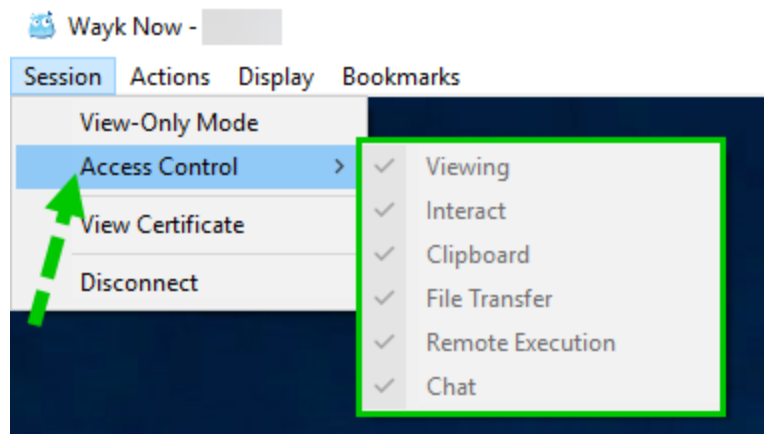 Wayk Now -
Session Actions Display Bookmarks
View-Only Mode
Access Control
View Certificate
Disconnect
Viewing
Interact
Clipboard
File Transfer
Remote Execution
Chat